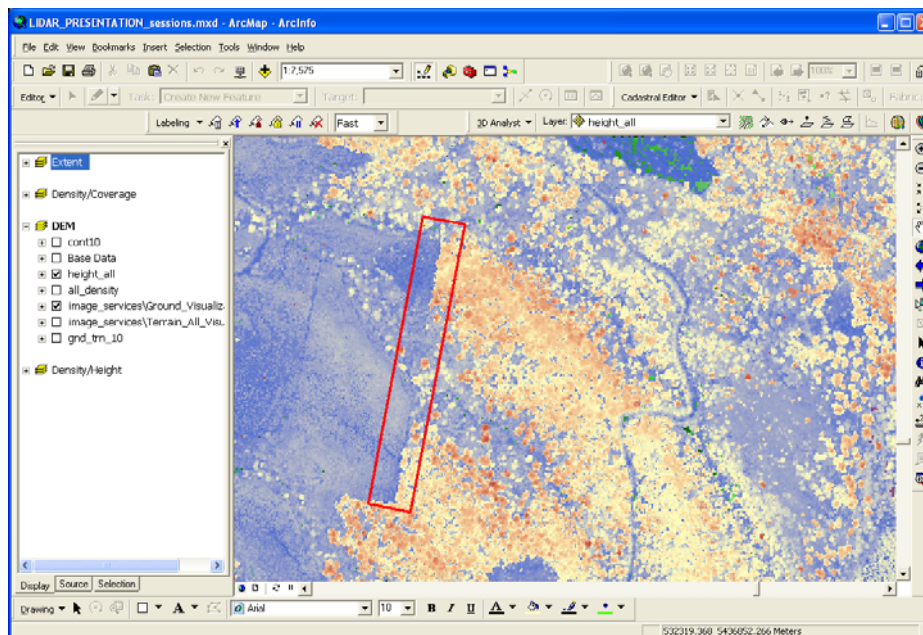 LIDAR_PRESENTATION_sessions.mxd - ArcMap - ArcInfo
File Edit View Bookmarks Insert Selection Tools Window Help
1:7,575 100%
Editor Task: Create New Feature Target: Cadastral Editor Fabric
Labeling Fast 3D Analyst Layer: height_all
Extent
Density/Coverage
DEM
cont10
Base Data
height_all
all_density
image_services\Ground_Visualiz
image_services\Terrain_All_Visu
gnd_trn_10
Density/Height
Display Source Selection
Drawing A Arial 10 B I U A
532319.368 5436852.266 Meters